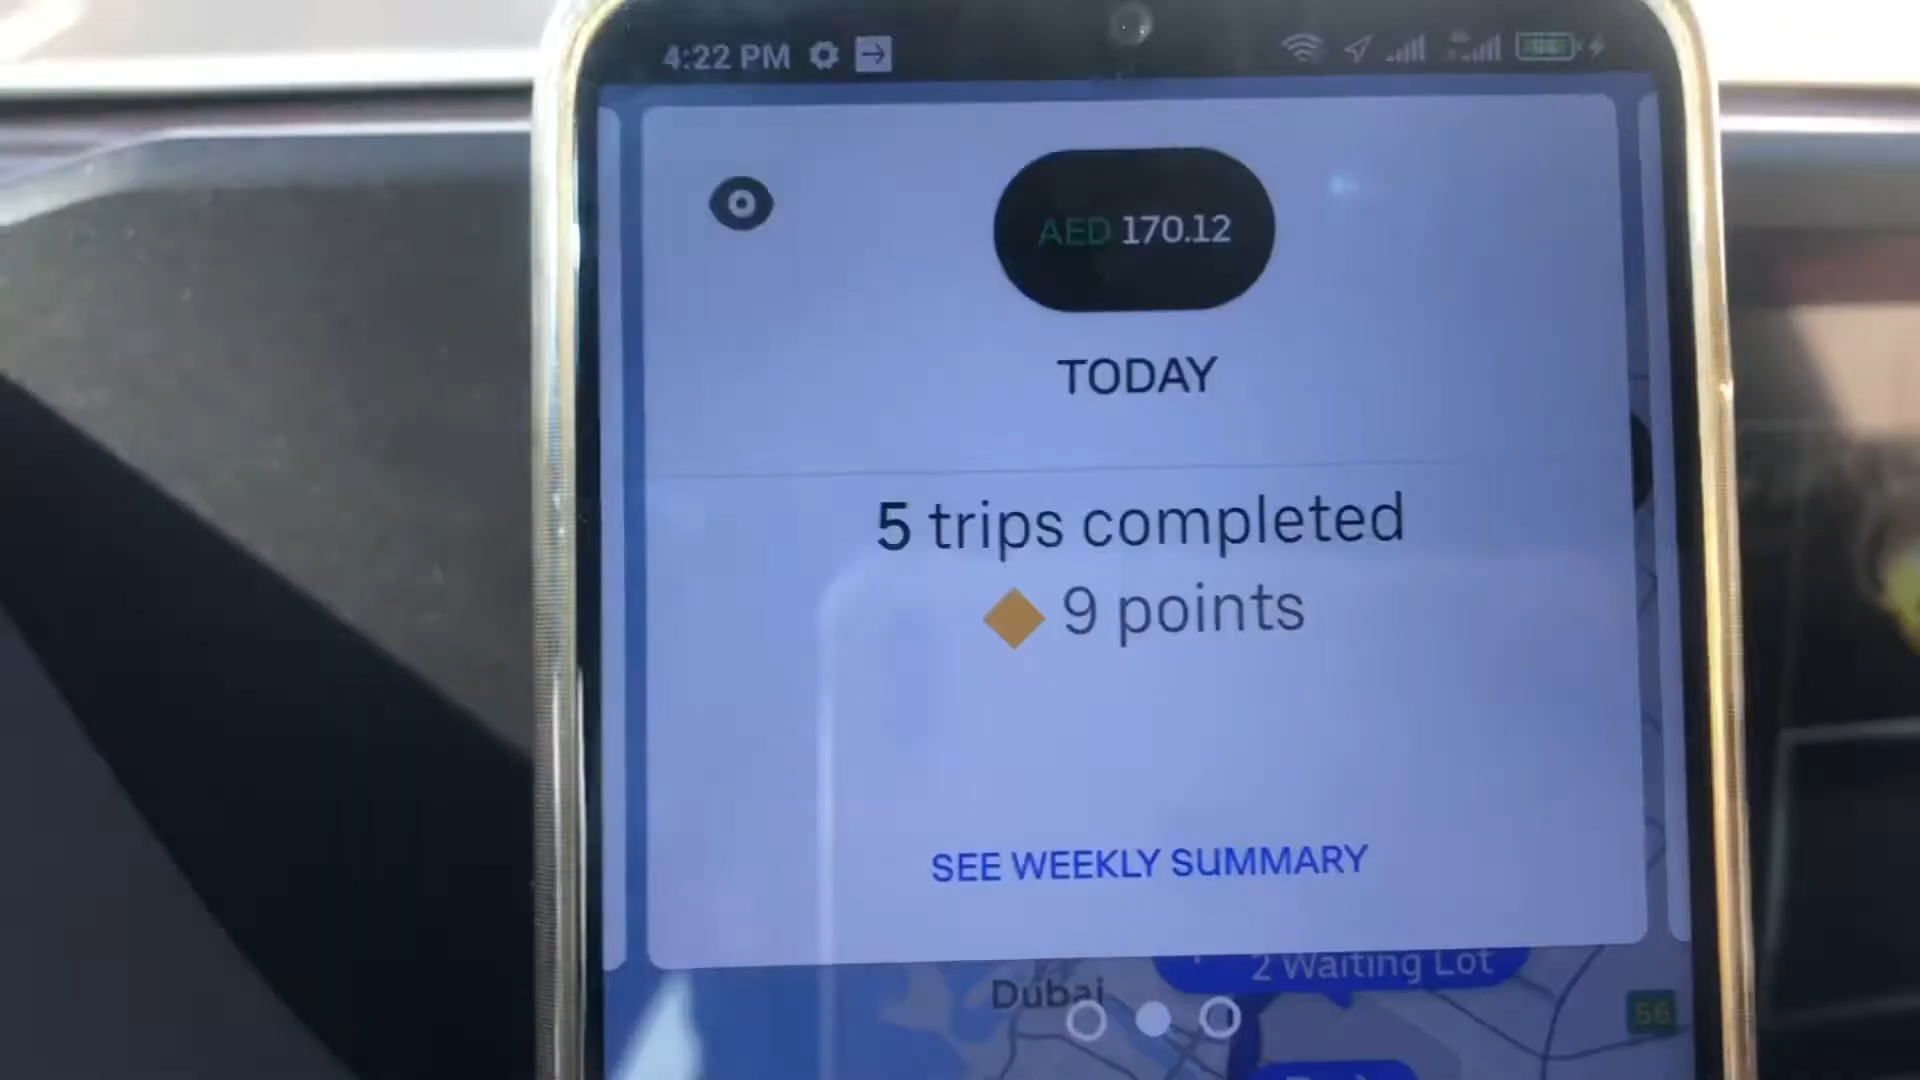 4:22 PM
AED 170.12
TODAY
5 trips completed
9 points
SEE WEEKLY SUMMARY
2 Waiting Lot
Dubai
56